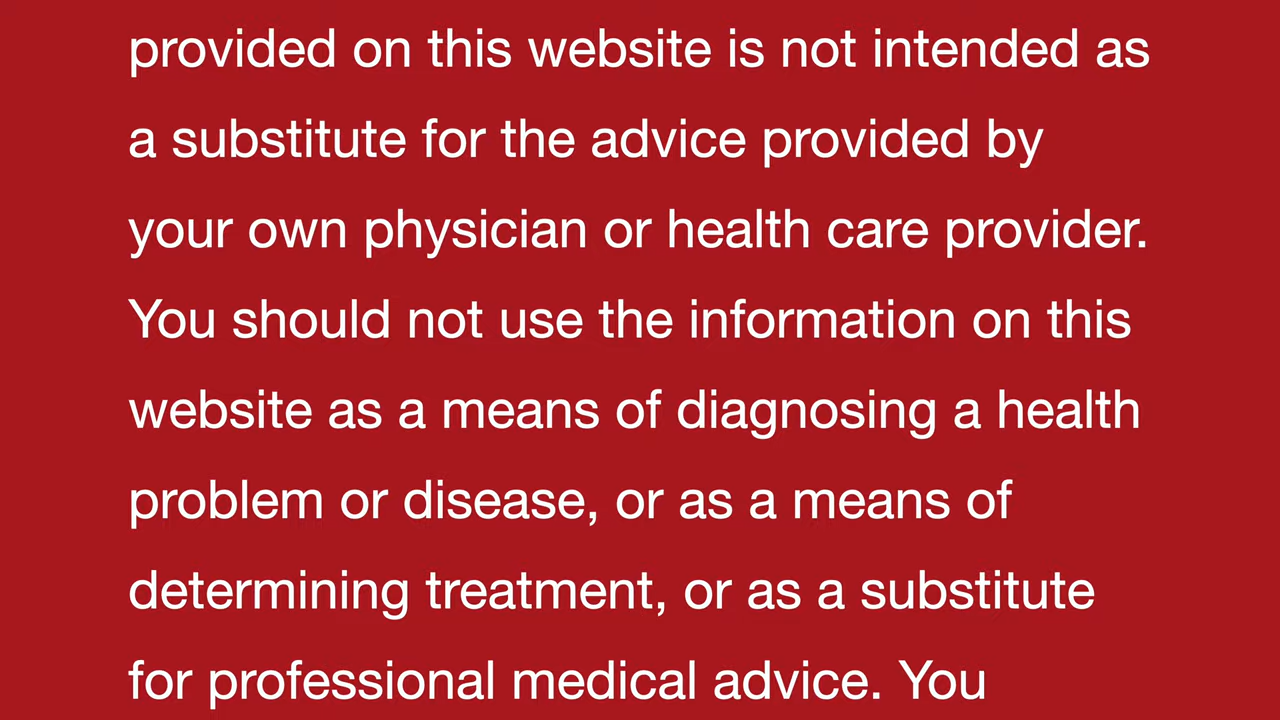 provided on this website is not intended as
a substitute for the advice provided by
your own physician or health care provider.
You should not use the information on this
website as a means of diagnosing a health
problem or disease, or as a means of
determining treatment, or as a substitute
for professional medical advice. You